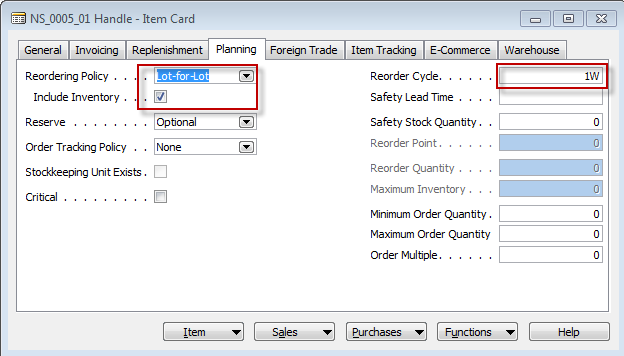 NS_0005_01 Handle - Item Card
General Invoicing Replenishment Planning Foreign Trade Item Tracking E-Commerce Warehouse
Reordering Policy . . . . Lot-for-Lot
Include Inventory . . .
Reserve . . . . . . . . . Optional
Order Tracking Policy . . None
Stockkeeping Unit Exists .
Critical . . . . . . . . .
Reorder Cycle. . . . . . 1W
Safety Lead Time . . . .
Safety Stock Quantity . . 0
Reorder Point . . . . . . 0
Reorder Quantity . . . . 0
Maximum Inventory . . . 0
Minimum Order Quantity . 0
Maximum Order Quantity 0
Order Multiple. . . . . . 0
Item Sales Purchases Functions Help